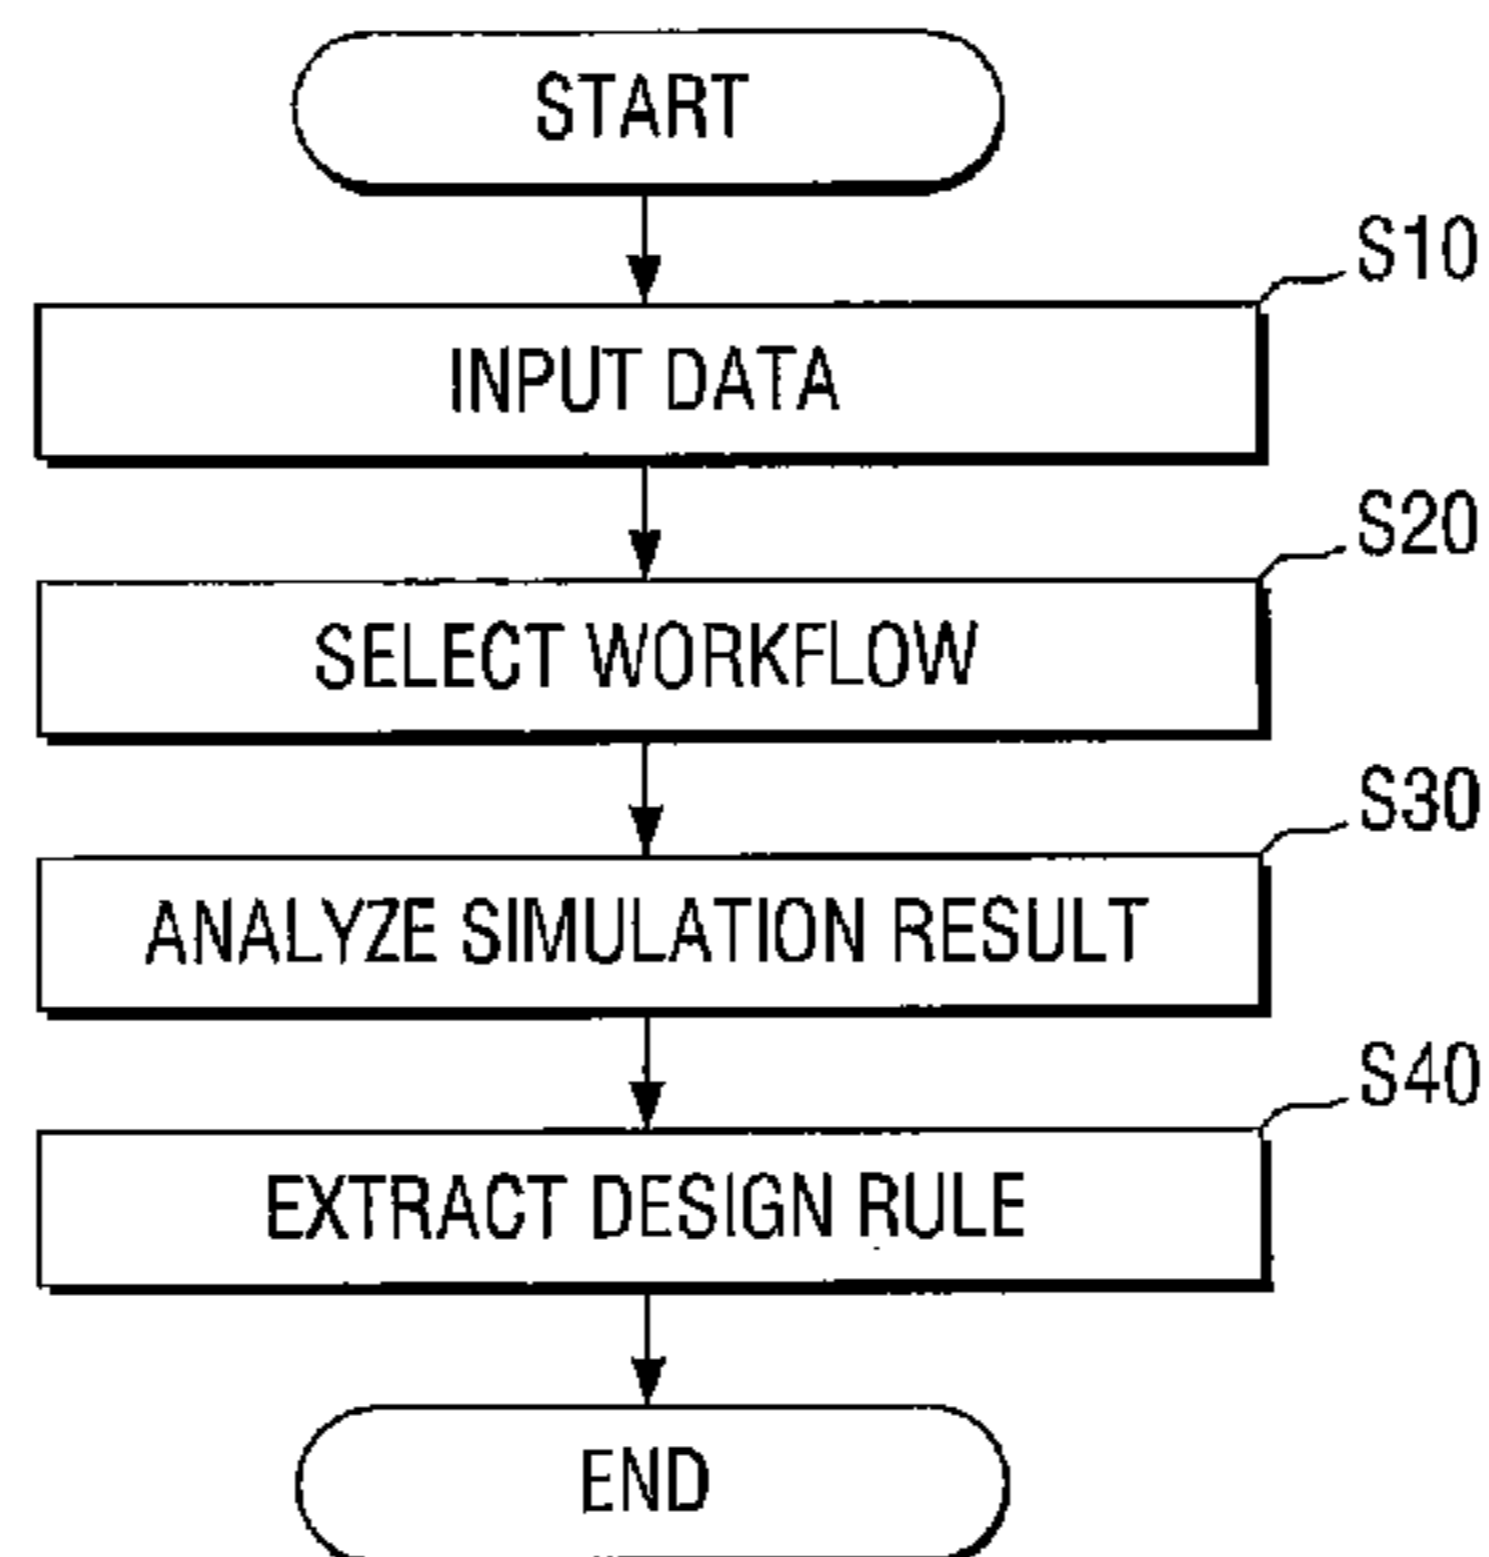 START
S10
INPUT DATA
S20
SELECT WORKFLOW
S30
ANALYZE SIMULATION RESULT
S40
EXTRACT DESIGN RULE
END